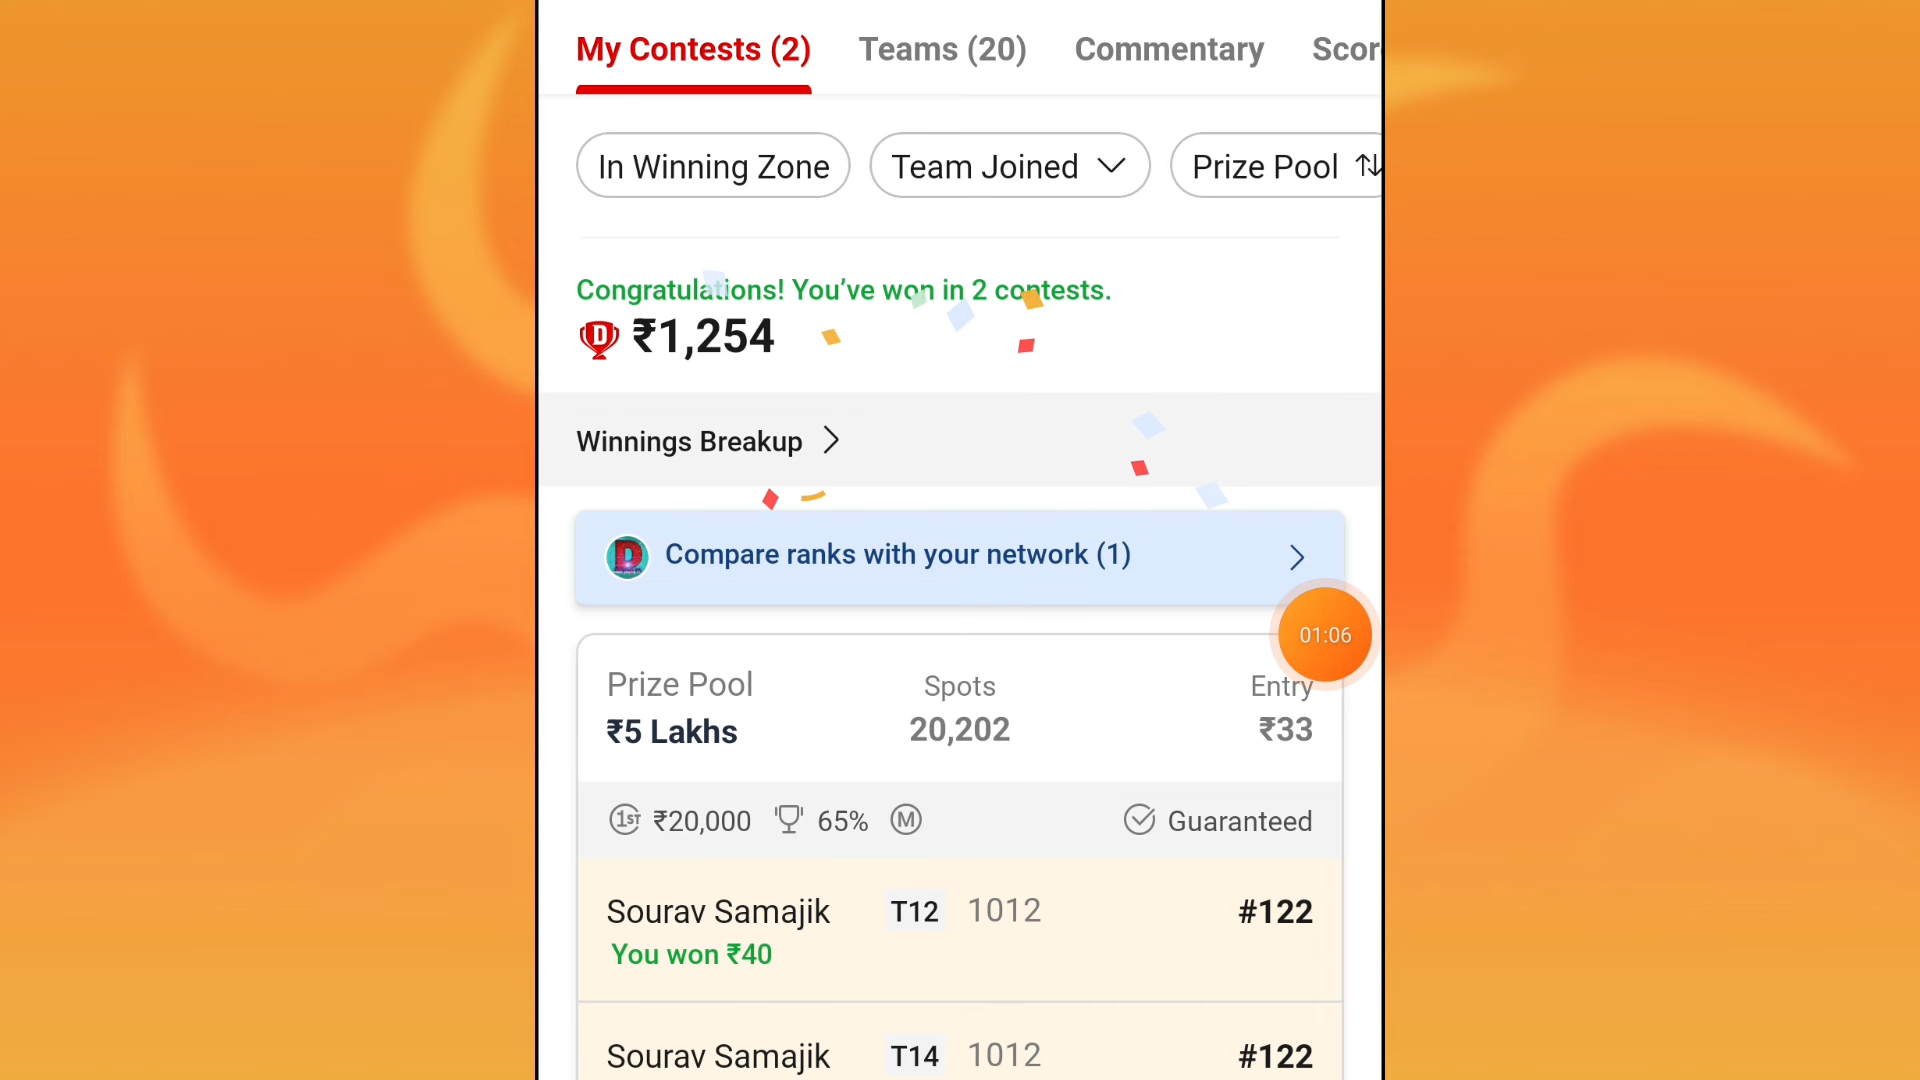 My Contests (2) Teams (20) Commentary Scor
In Winning Zone Team Joined Prize Pool
Congratulations! You've won in 2 contests.
D ₹1,254
Winnings Breakup
D Compare ranks with your network (1)
01:06
Prize Pool Spots Entry
₹5 Lakhs 20,202 ₹33
1ST ₹20,000 65% M Guaranteed
Sourav Samajik T12 1012 #122
You won ₹40
Sourav Samajik T14 1012 #122